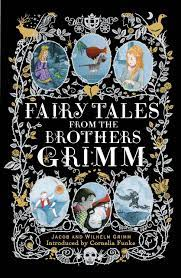 FAIRY TALES
FROM THE
BROTHERS
GRIMM
JACOB AND WILHELM GRIMM
Introduced by Cornelia Funke